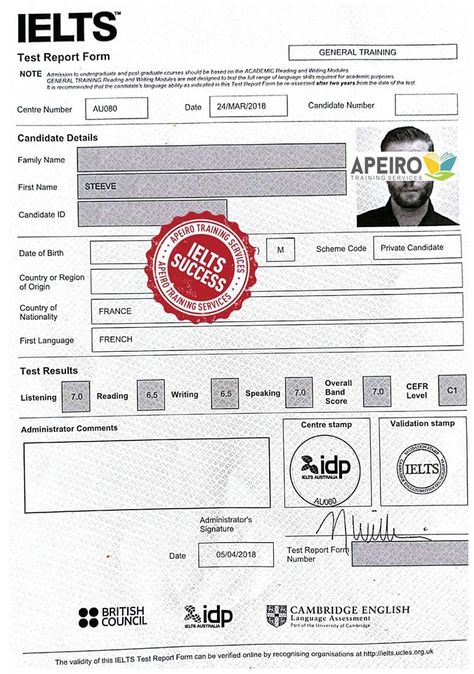 IELTS™
Test Report Form
GENERAL TRAINING
NOTE Admission to undergraduate and post graduate courses should be based on the ACADEMIC Reading and Writing Modules.
GENERAL TRAINING Reading and Writing Modules are not designed to test the full range of language skills required for academic purposes.
It is recommended that the candidate's language ability as indicated in this Test Report Form be re-assessed after two years from the date of the test.
Centre Number AU080 Date 24/MAR/2018 Candidate Number
Candidate Details
Family Name
First Name STEEVE
Candidate ID
APEIRO
TRAINING SERVICES
Date of Birth M Scheme Code Private Candidate
Country or Region
of Origin
Country of
Nationality FRANCE
First Language FRENCH
APEIRO TRAINING SERVICES
IELTS
SUCCESS
APEIRO TRAINING SERVICES
Test Results
Listening 7.0 Reading 6.5 Writing 6.5 Speaking 7.0 Overall Band Score 7.0 CEFR Level C1
Administrator Comments
Centre stamp
idp
IELTS AUSTRALIA
AU080
Validation stamp
IELTS
Administrator's
Signature
Date 05/04/2018
Test Report Form
Number
BRITISH
COUNCIL
idp
IELTS AUSTRALIA
CAMBRIDGE ENGLISH
Language Assessment
Part of the University of Cambridge
The validity of this IELTS Test Report Form can be verified online by recognising organisations at http://ielts.ucles.org.uk